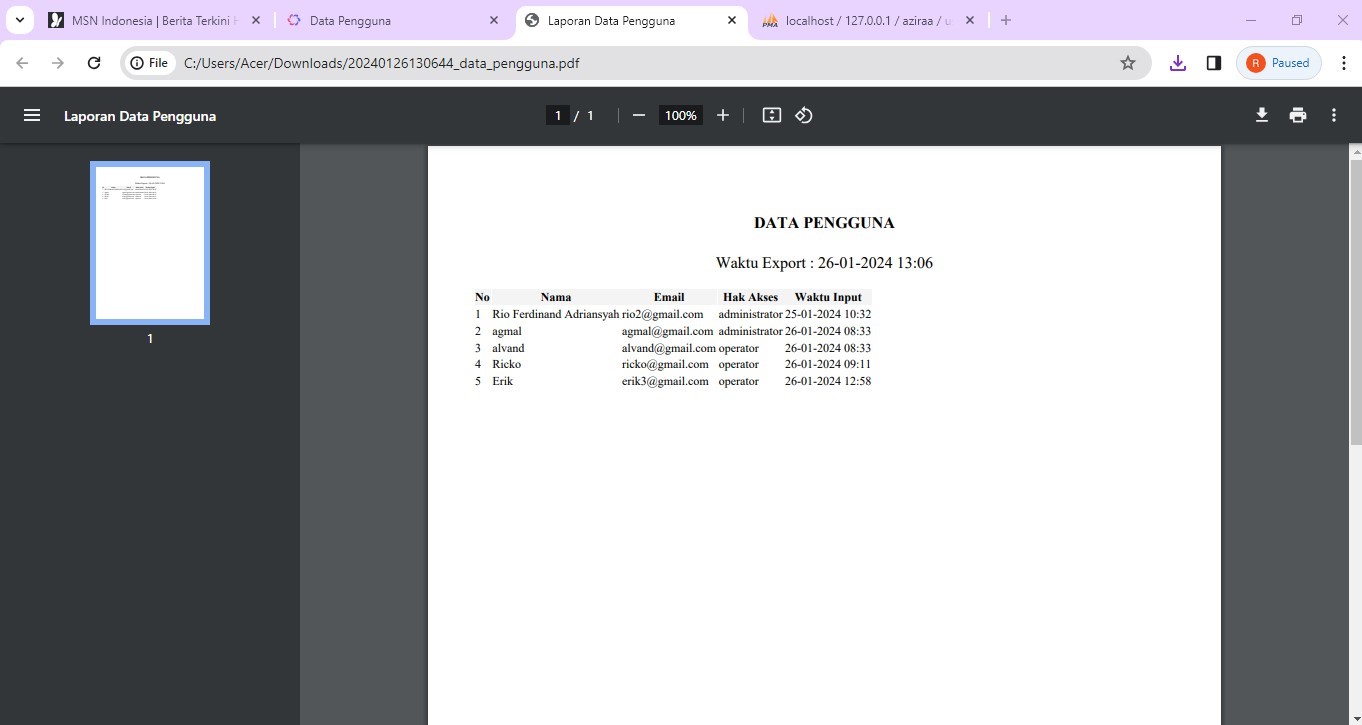 MSN Indonesia | Berita Terkini
Data Pengguna
Laporan Data Pengguna
PMA
localhost / 127.0.0.1 / aziraa / u
File
C:/Users/Acer/Downloads/20240126130644_data_pengguna.pdf
R Paused
Laporan Data Pengguna
1 / 1
100%
1
DATA PENGGUNA
Waktu Export : 26-01-2024 13:06
No Nama Email Hak Akses Waktu Input
1 Rio Ferdinand Adriansyah rio2@gmail.com administrator 25-01-2024 10:32
2 agmal agmal@gmail.com administrator 26-01-2024 08:33
3 alvand alvand@gmail.com operator 26-01-2024 08:33
4 Ricko ricko@gmail.com operator 26-01-2024 09:11
5 Erik erik3@gmail.com operator 26-01-2024 12:58